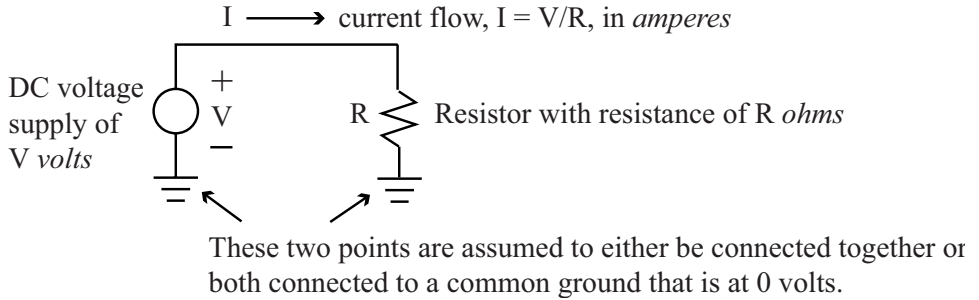 I → current flow, I = V/R, in amperes
DC voltage
supply of
V volts
+
V
–
R
Resistor with resistance of R ohms
These two points are assumed to either be connected together or
both connected to a common ground that is at 0 volts.